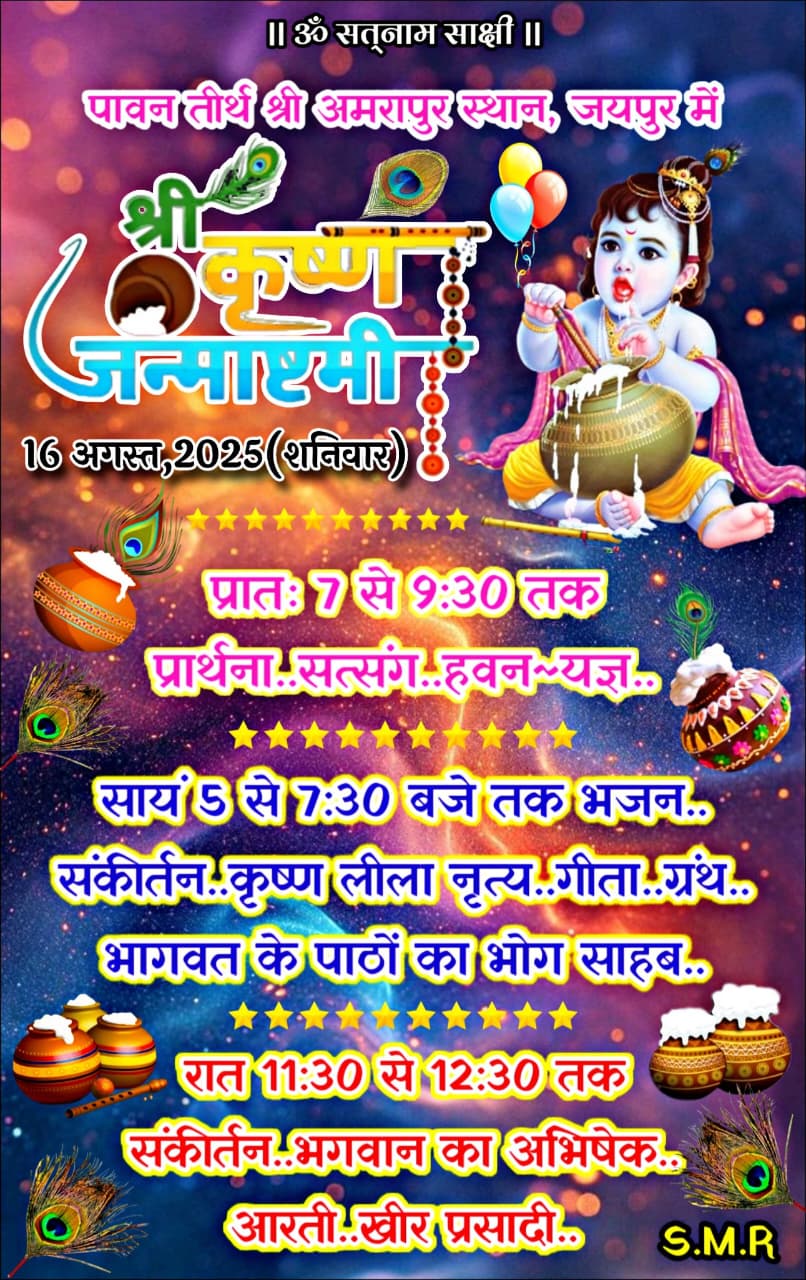 || ॐ सत्नाम साक्षी ||
पावन तीर्थ श्री अमरापुर स्थान, जयपुर में
श्री
कृष्ण
जन्माष्टमी
16 अगस्त,2025(शनिवार)
प्रातः 7 से 9:30 तक
प्रार्थना..सत्संग..हवन~यज्ञ..
सायं 5 से 7:30 बजे तक भजन..
संकीर्तन..कृष्ण लीला नृत्य..गीता..ग्रंथ..
भागवत के पाठों का भोग साहब..
रात 11:30 से 12:30 तक
संकीर्तन..भगवान का अभिषेक..
आरती..खीर प्रसादी..
S.M.R